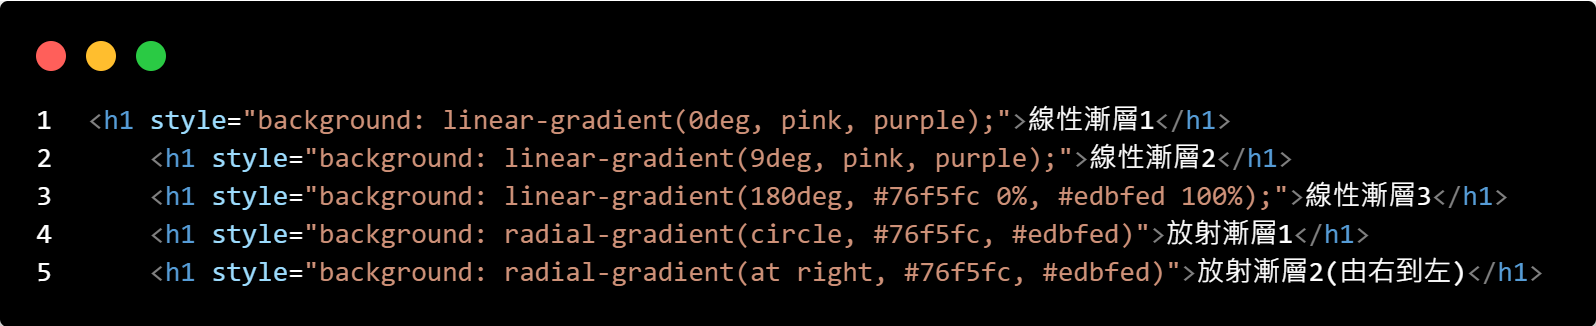 1 <h1 style="background: linear-gradient(0deg, pink, purple);">線性漸層1</h1>
2 <h1 style="background: linear-gradient(9deg, pink, purple);">線性漸層2</h1>
3 <h1 style="background: linear-gradient(180deg, #76f5fc 0%, #edbfed 100%);">線性漸層3</h1>
4 <h1 style="background: radial-gradient(circle, #76f5fc, #edbfed)">放射漸層1</h1>
5 <h1 style="background: radial-gradient(at right, #76f5fc, #edbfed)">放射漸層2(由右到左)</h1>